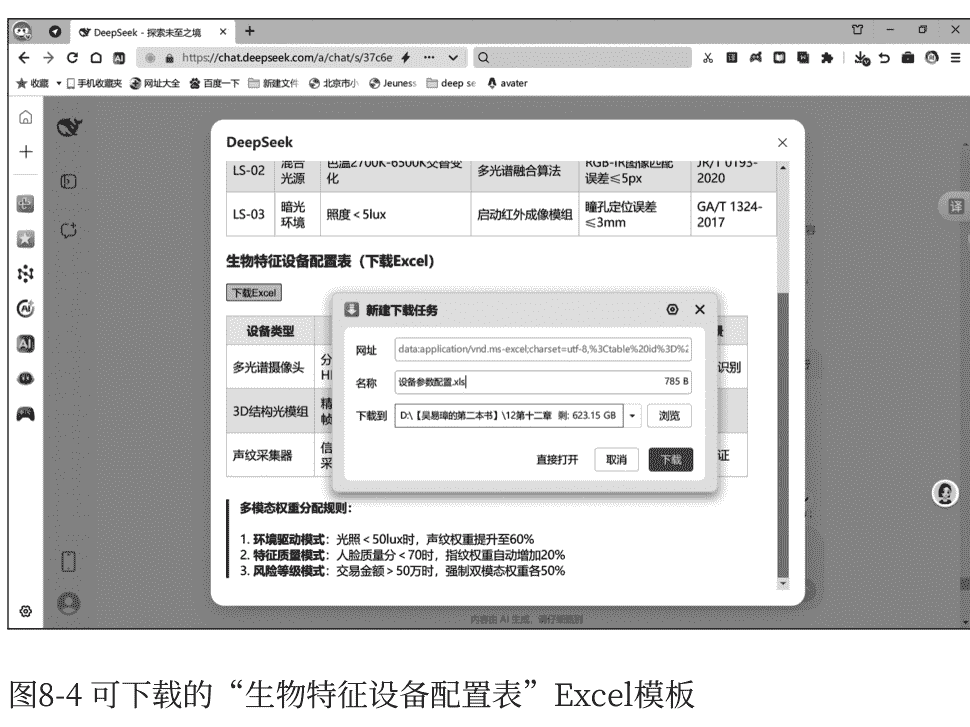 DeepSeek - 探索未至之境
https://chat.deepseek.com/a/chat/s/37c6e
收藏 手机收藏夹 网址大全 百度一下 新建文件 北京市小 Jeuness deep se avater
DeepSeek
LS-02 混合光源 色温2700K-6500K交替变化 多光谱融合算法 RGB-IR图像匹配误差≤5px JR/T 0193-2020
LS-03 暗光环境 照度<5lux 启动红外成像模组 瞳孔定位误差≤3mm GA/T 1324-2017
生物特征设备配置表（下载Excel）
下载Excel
设备类型
多光谱摄像头 分 识别
3D结构光模组 精 帧
声纹采集器 信 采 证
新建下载任务
网址 data:application/vnd.ms-excel;charset=utf-8,%3Ctable%20id%3D%2
名称 设备参数配置.xls 785 B
下载到 D:\【吴易璋的第二本书】\12第十二章 剩: 623.15 GB 浏览
直接打开 取消 下载
多模态权重分配规则：
1. 环境驱动模式：光照<50lux时，声纹权重提升至60%
2. 特征质量模式：人脸质量分<70时，指纹权重自动增加20%
3. 风险等级模式：交易金额>50万时，强制双模态权重各50%
内容由 AI 生成，请仔细甄别
译
图8-4 可下载的“生物特征设备配置表”Excel模板